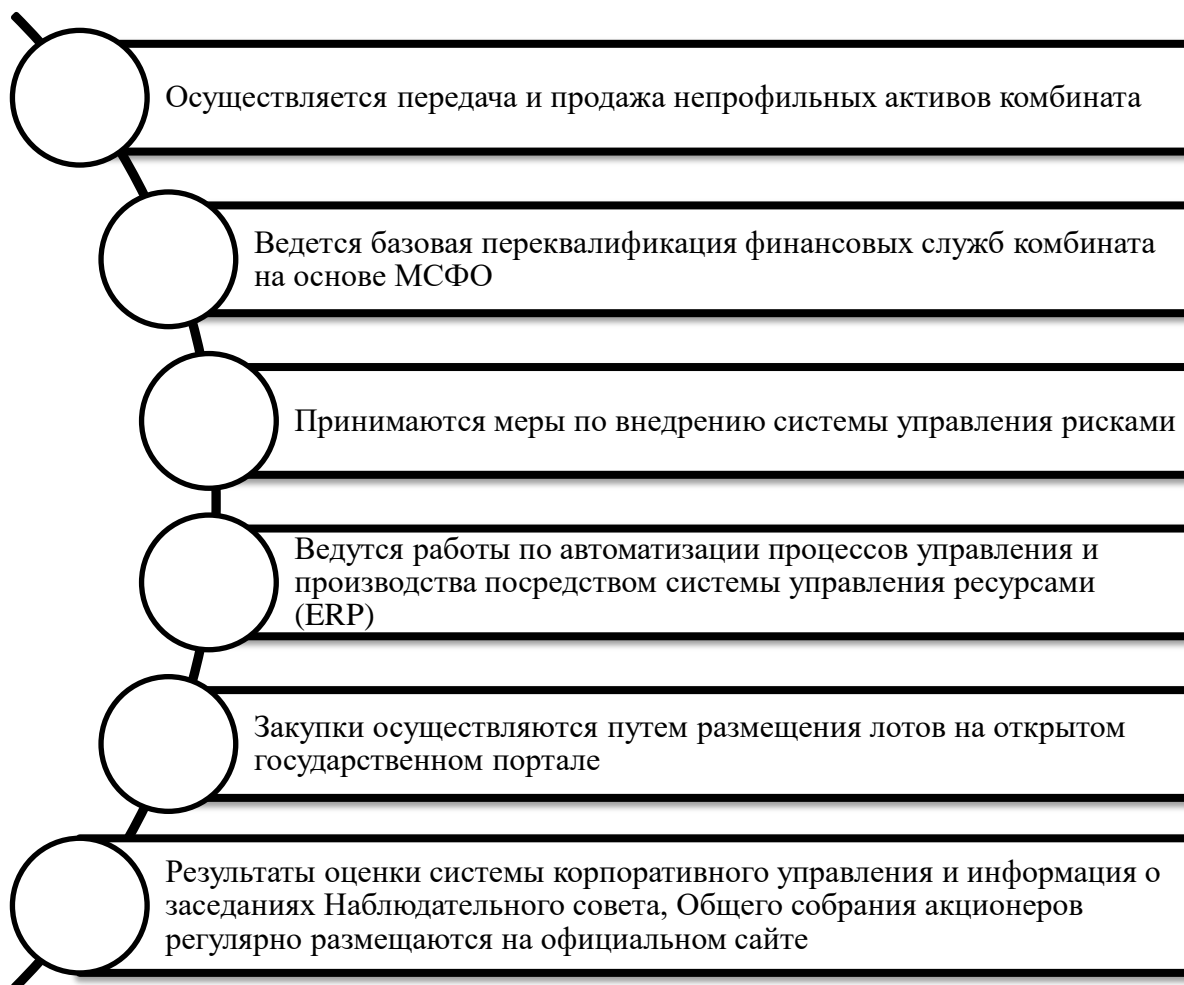 Осуществляется передача и продажа непрофильных активов комбината
Ведется базовая переквалификация финансовых служб комбината
на основе МСФО
Принимаются меры по внедрению системы управления рисками
Ведутся работы по автоматизации процессов управления и
производства посредством системы управления ресурсами
(ERP)
Закупки осуществляются путем размещения лотов на открытом
государственном портале
Результаты оценки системы корпоративного управления и информация о
заседаниях Наблюдательного совета, Общего собрания акционеров
регулярно размещаются на официальном сайте